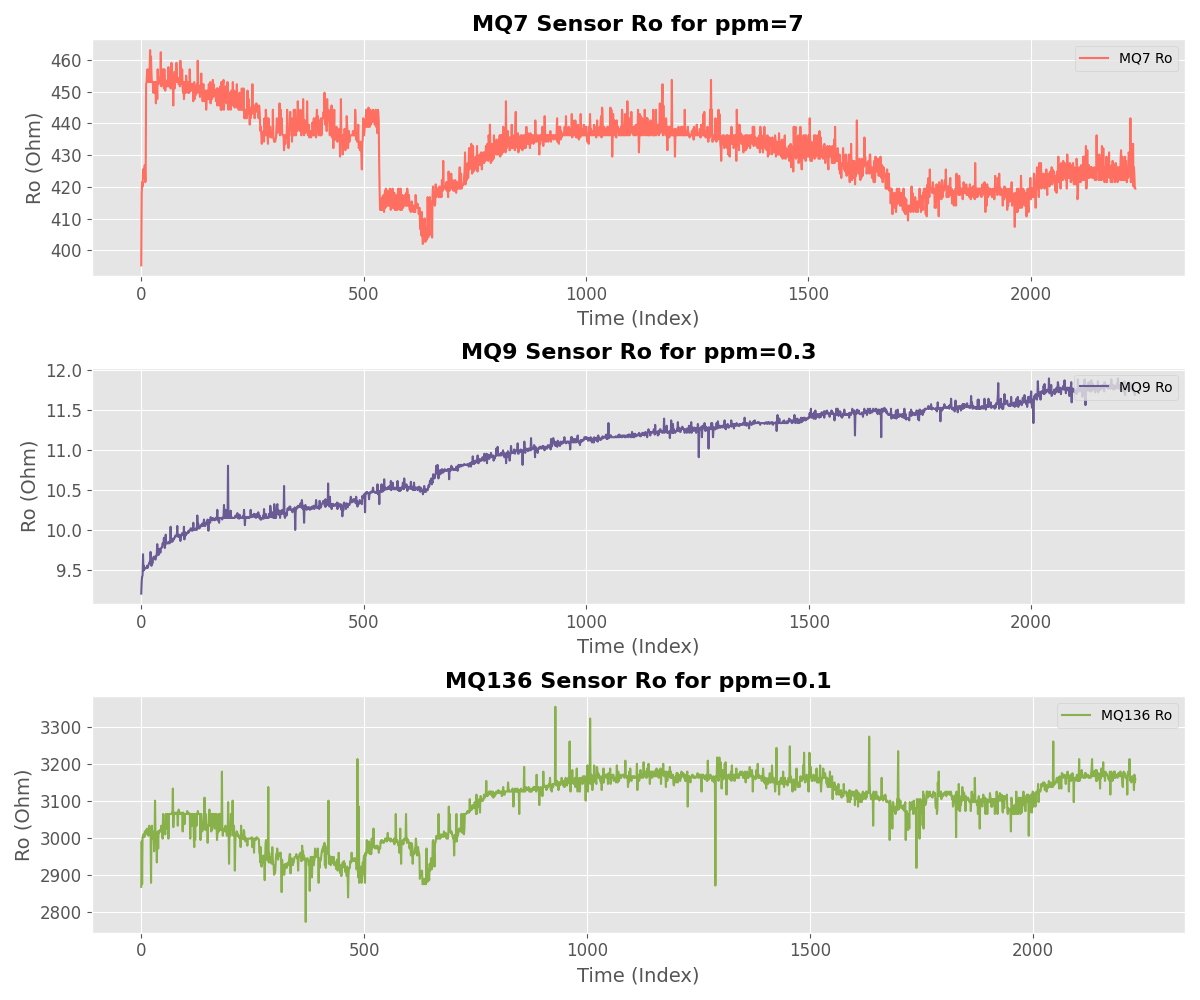 MQ7 Sensor Ro for ppm=7
MQ7 Ro
Ro (Ohm)
460
450
440
430
420
410
400
0 500 1000 1500 2000
Time (Index)
MQ9 Sensor Ro for ppm=0.3
MQ9 Ro
Ro (Ohm)
12.0
11.5
11.0
10.5
10.0
9.5
0 500 1000 1500 2000
Time (Index)
MQ136 Sensor Ro for ppm=0.1
MQ136 Ro
Ro (Ohm)
3300
3200
3100
3000
2900
2800
0 500 1000 1500 2000
Time (Index)